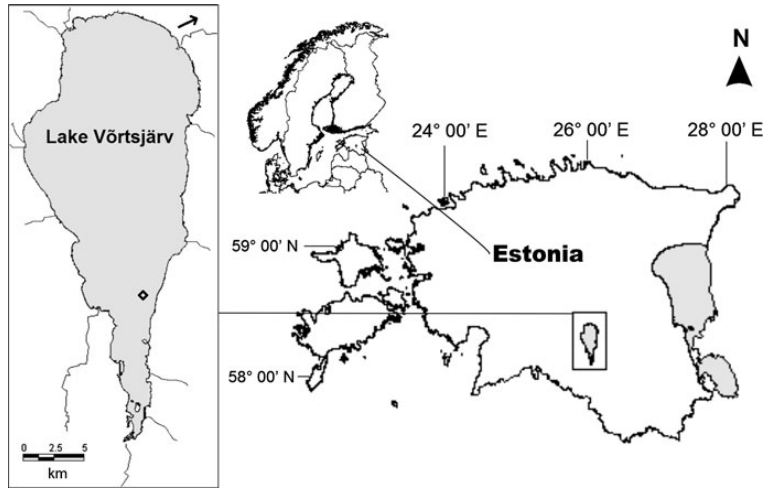 Lake Võrtsjärv
0 2.5 5
km
N
24° 00′ E
26° 00′ E
28° 00′ E
59° 00′ N
Estonia
58° 00′ N